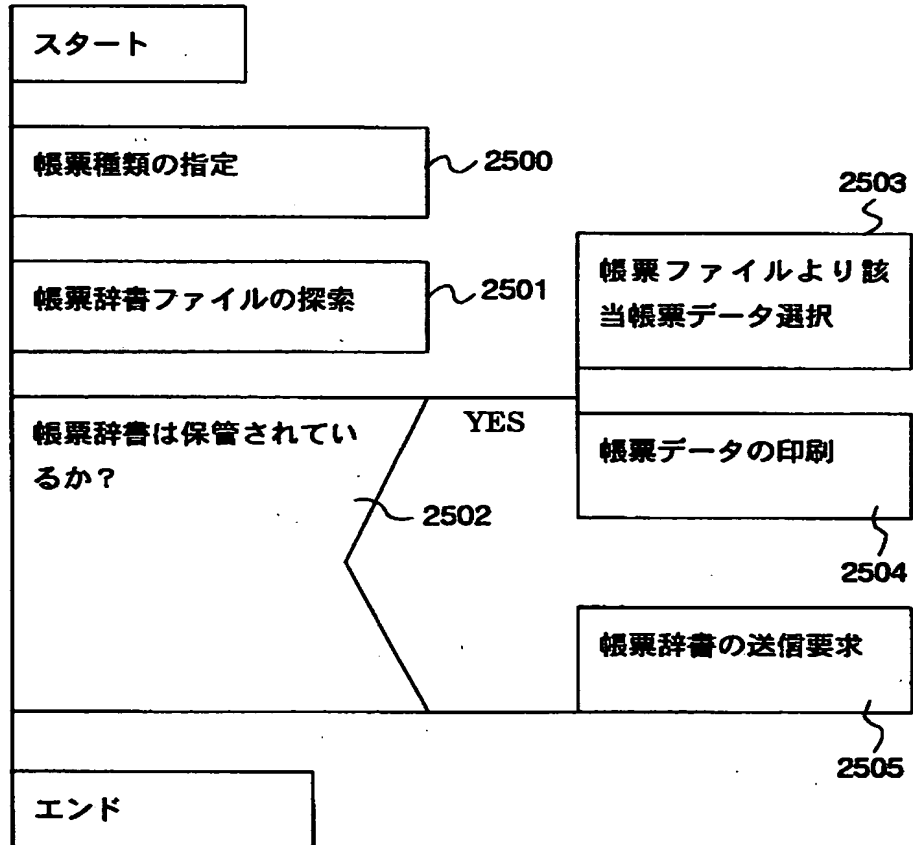 スタート
帳票種類の指定
2500
2503
帳票辞書ファイルの探索
2501
帳票ファイルより該
当帳票データ選択
帳票辞書は保管されてい
るか？
YES
帳票データの印刷
2502
2504
帳票辞書の送信要求
2505
エンド